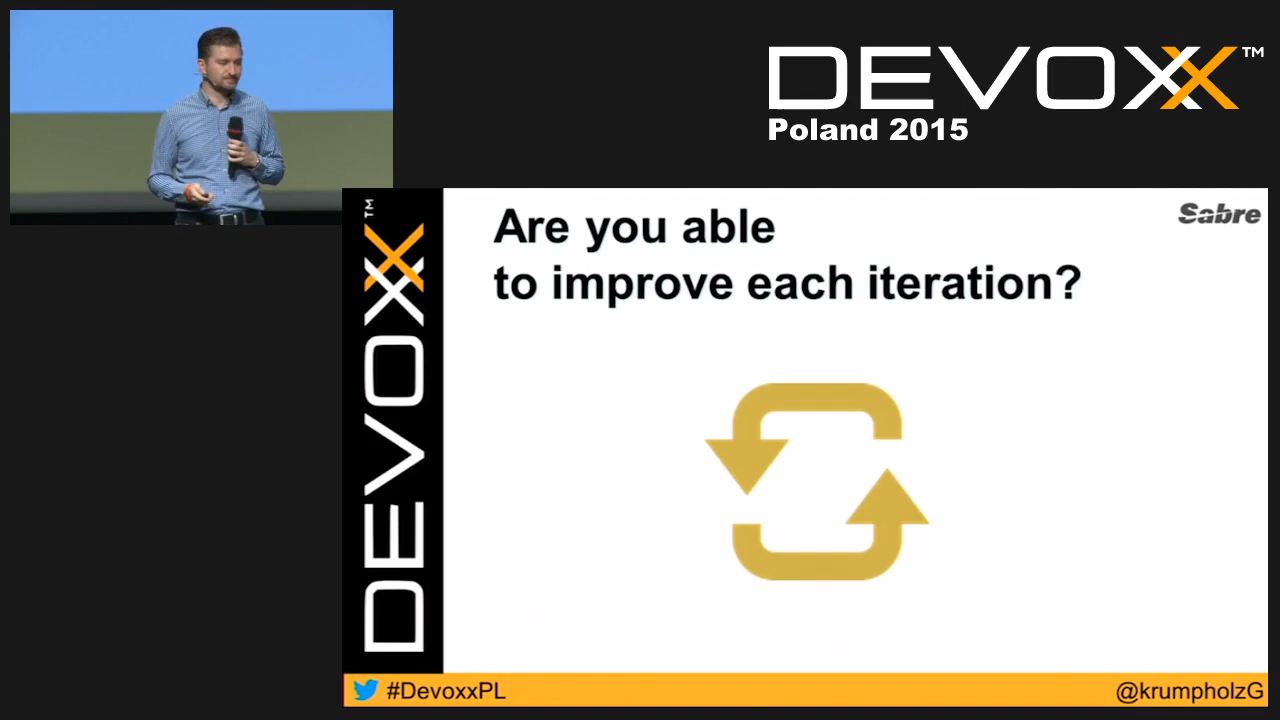 DEVOXX™
Poland 2015
DEVOXX™
Are you able
to improve each iteration?
Sabre
#DevoxxPL
@krumpholzG